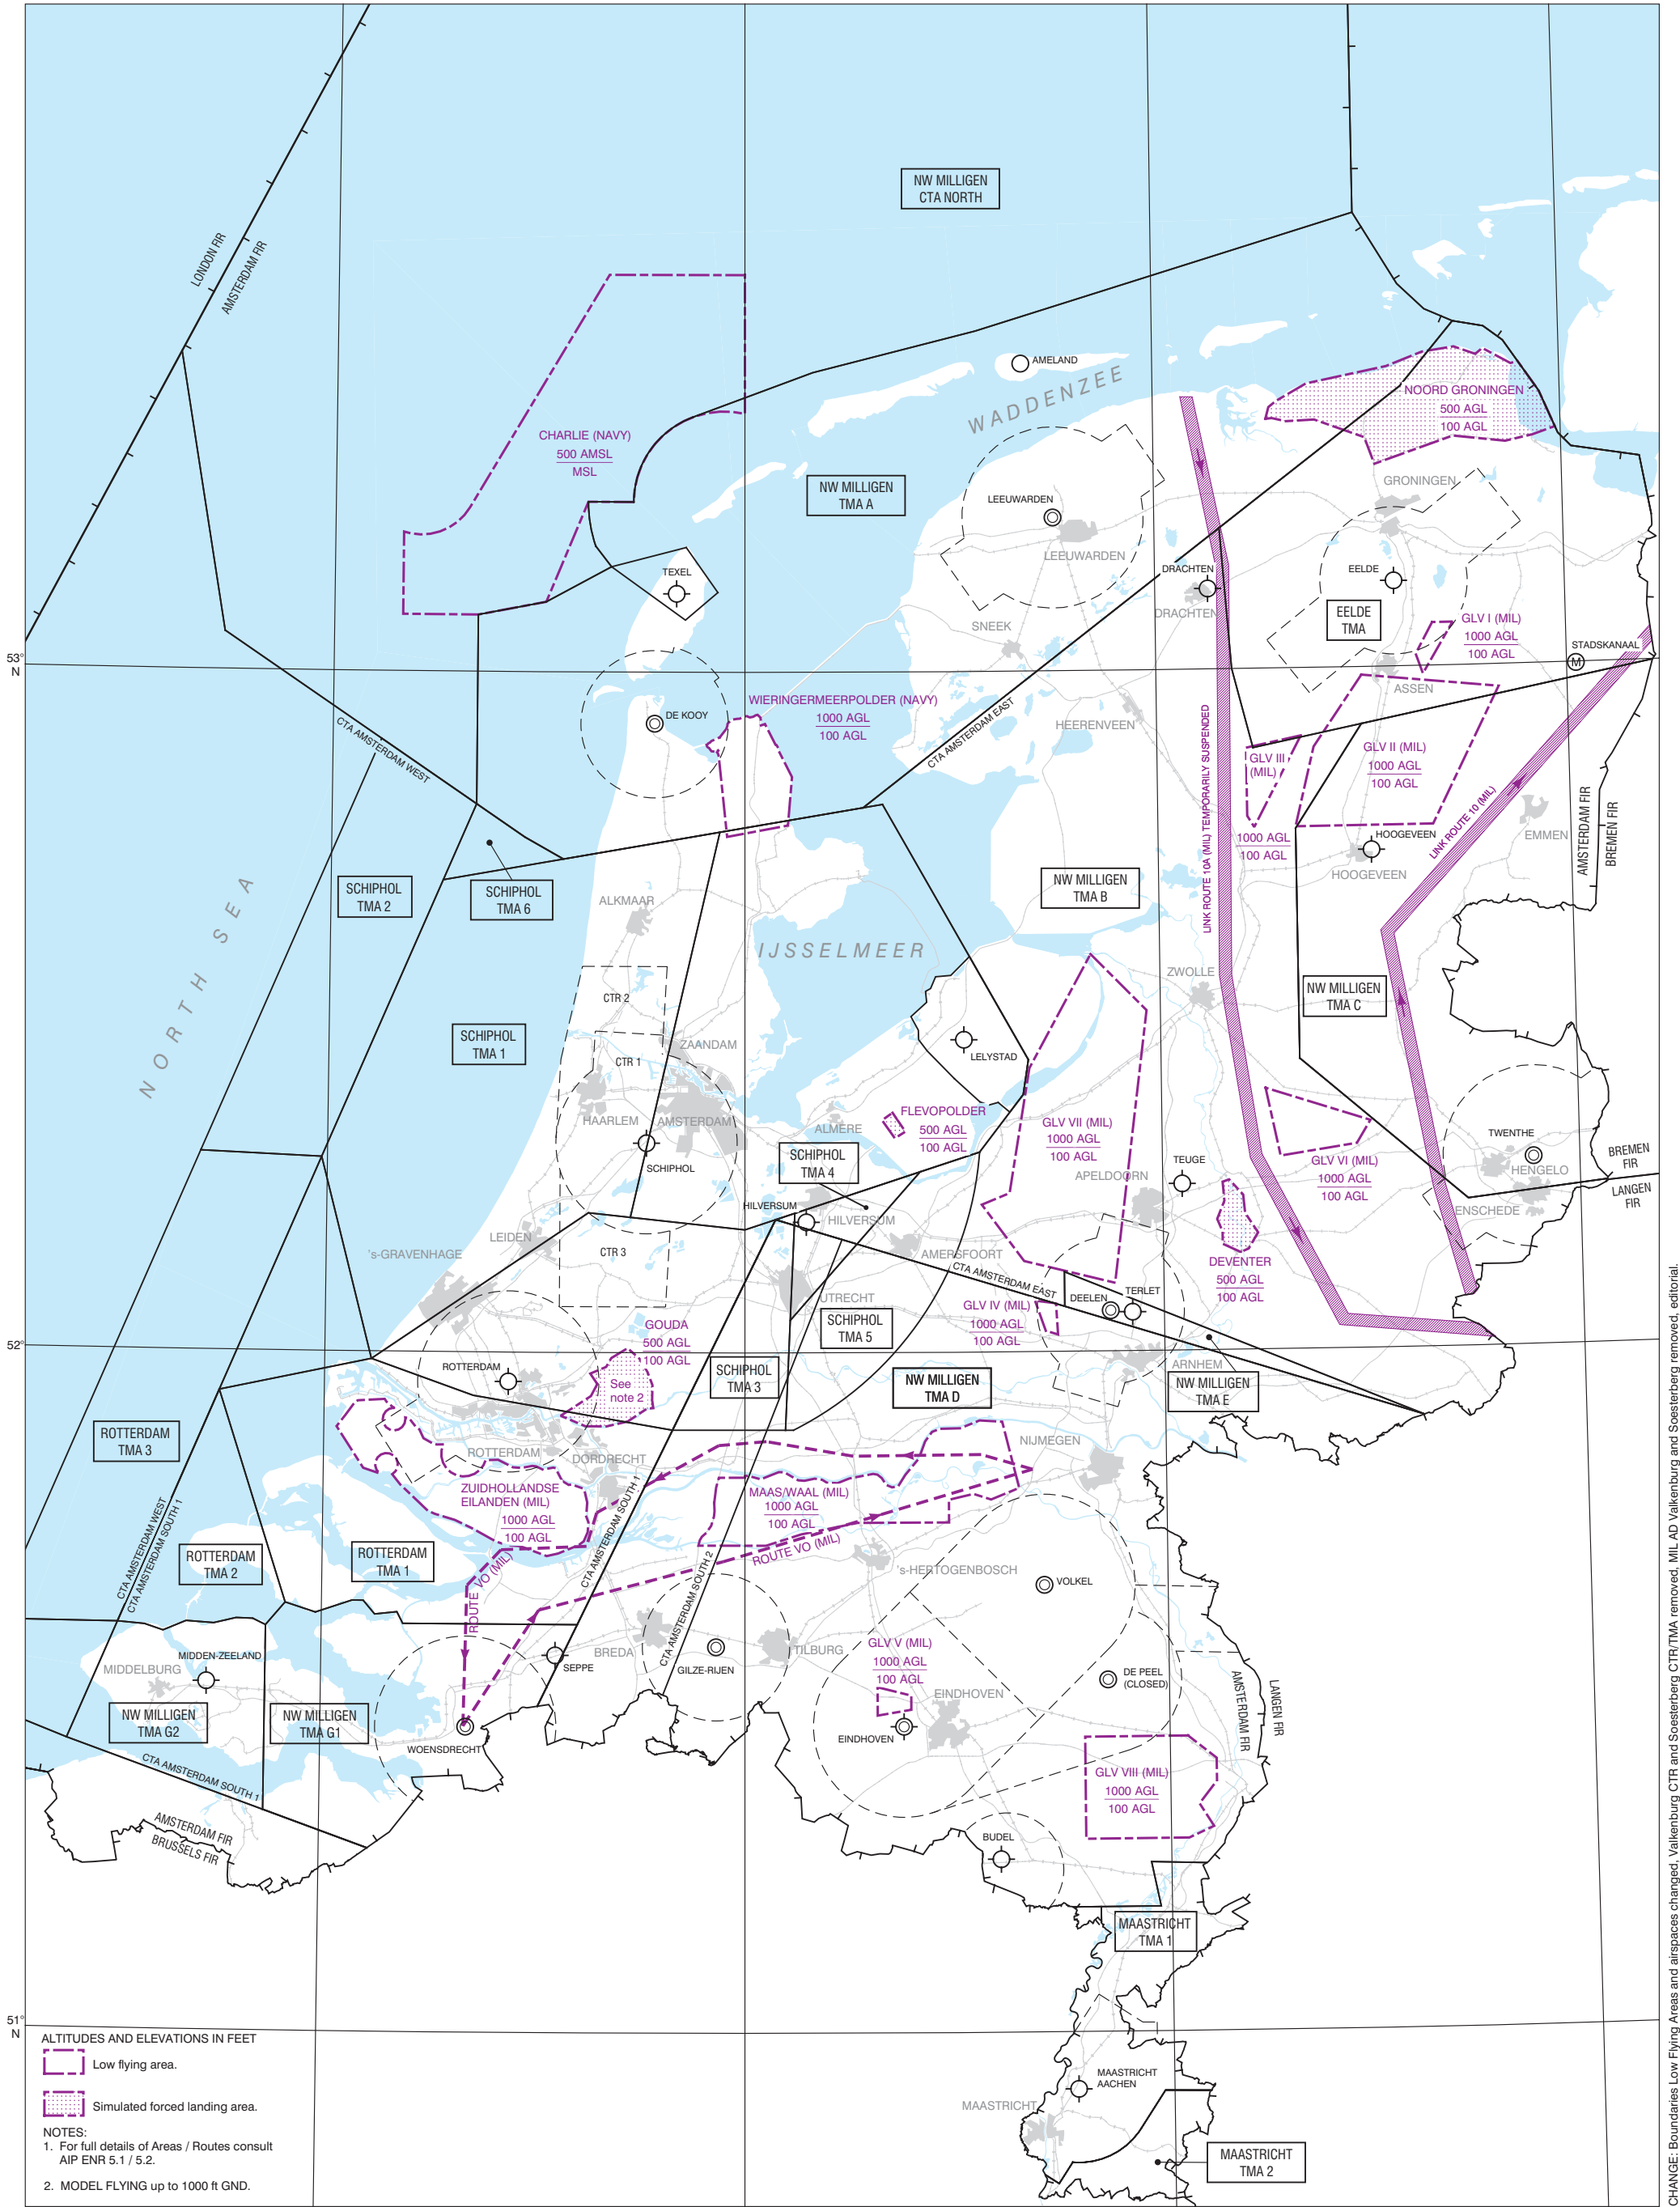 NW MILLIGEN
CTA NORTH
LONDON FIR
AMSTERDAM FIR
AMELAND
WADDENZEE
NOORD GRONINGEN
500 AGL
100 AGL
CHARLIE (NAVY)
500 AMSL
MSL
NW MILLIGEN
TMA A
LEEUWARDEN
LEEUWARDEN
GRONINGEN
TEXEL
DRACHTEN
DRACHTEN
EELDE
EELDE
TMA
SNEEK
GLV I (MIL)
1000 AGL
100 AGL
STADSKANAAL
M
53°
N
ASSEN
WIERINGERMEERPOLDER (NAVY)
1000 AGL
100 AGL
DE KOOY
HEERENVEEN
CTA AMSTERDAM EAST
CTA AMSTERDAM WEST
LINK ROUTE 10A (MIL) TEMPORARILY SUSPENDED
GLV III
(MIL)
1000 AGL
100 AGL
GLV II (MIL)
1000 AGL
100 AGL
LINK ROUTE 10 (MIL)
AMSTERDAM FIR
BREMEN FIR
EMMEN
HOOGEVEEN
HOOGEVEEN
NORTH SEA
SCHIPHOL
TMA 2
SCHIPHOL
TMA 6
ALKMAAR
NW MILLIGEN
TMA B
IJSSELMEER
ZWOLLE
NW MILLIGEN
TMA C
CTR 2
SCHIPHOL
TMA 1
CTR 1
ZAANDAM
LELYSTAD
HAARLEM
AMSTERDAM
SCHIPHOL
ALMERE
FLEVOPOLDER
500 AGL
100 AGL
GLV VII (MIL)
1000 AGL
100 AGL
SCHIPHOL
TMA 4
APELDOORN
TEUGE
GLV VI (MIL)
1000 AGL
100 AGL
TWENTHE
HENGELO
ENSCHEDE
BREMEN
FIR
LANGEN
FIR
HILVERSUM
HILVERSUM
LEIDEN
's-GRAVENHAGE
CTR 3
AMERSFOORT
CTA AMSTERDAM EAST
DEVENTER
500 AGL
100 AGL
UTRECHT
SCHIPHOL
TMA 5
GLV IV (MIL)
1000 AGL
100 AGL
DEELEN
TERLET
52°
N
GOUDA
500 AGL
100 AGL
See
note 2
ROTTERDAM
SCHIPHOL
TMA 3
NW MILLIGEN
TMA D
ARNHEM
NW MILLIGEN
TMA E
ROTTERDAM
TMA 3
ROTTERDAM
DORDRECHT
NIJMEGEN
ZUIDHOLLANDSE
EILANDEN (MIL)
1000 AGL
100 AGL
MAAS/WAAL (MIL)
1000 AGL
100 AGL
CTA AMSTERDAM WEST
CTA AMSTERDAM SOUTH 1
CTA AMSTERDAM SOUTH 1
ROUTE VO (MIL)
ROUTE VO (MIL)
CTA AMSTERDAM SOUTH 2
ROTTERDAM
TMA 2
ROTTERDAM
TMA 1
's-HERTOGENBOSCH
VOLKEL
MIDDEN-ZEELAND
MIDDELBURG
BREDA
SEPPE
GILZE-RIJEN
TILBURG
GLV V (MIL)
1000 AGL
100 AGL
DE PEEL
(CLOSED)
AMSTERDAM FIR
LANGEN FIR
EINDHOVEN
EINDHOVEN
NW MILLIGEN
TMA G2
NW MILLIGEN
TMA G1
WOENSDRECHT
CTA AMSTERDAM SOUTH 1
GLV VIII (MIL)
1000 AGL
100 AGL
AMSTERDAM FIR
BRUSSELS FIR
BUDEL
MAASTRICHT
TMA 1
51°
N
MAASTRICHT
AACHEN
MAASTRICHT
MAASTRICHT
TMA 2
ALTITUDES AND ELEVATIONS IN FEET
Low flying area.
Simulated forced landing area.
NOTES:
1. For full details of Areas / Routes consult
AIP ENR 5.1 / 5.2.
2. MODEL FLYING up to 1000 ft GND.
CHANGE: Boundaries Low Flying Areas and airspaces changed, Valkenburg CTR and Soesterberg CTR/TMA removed, MIL AD Valkenburg and Soesterberg removed, editorial.